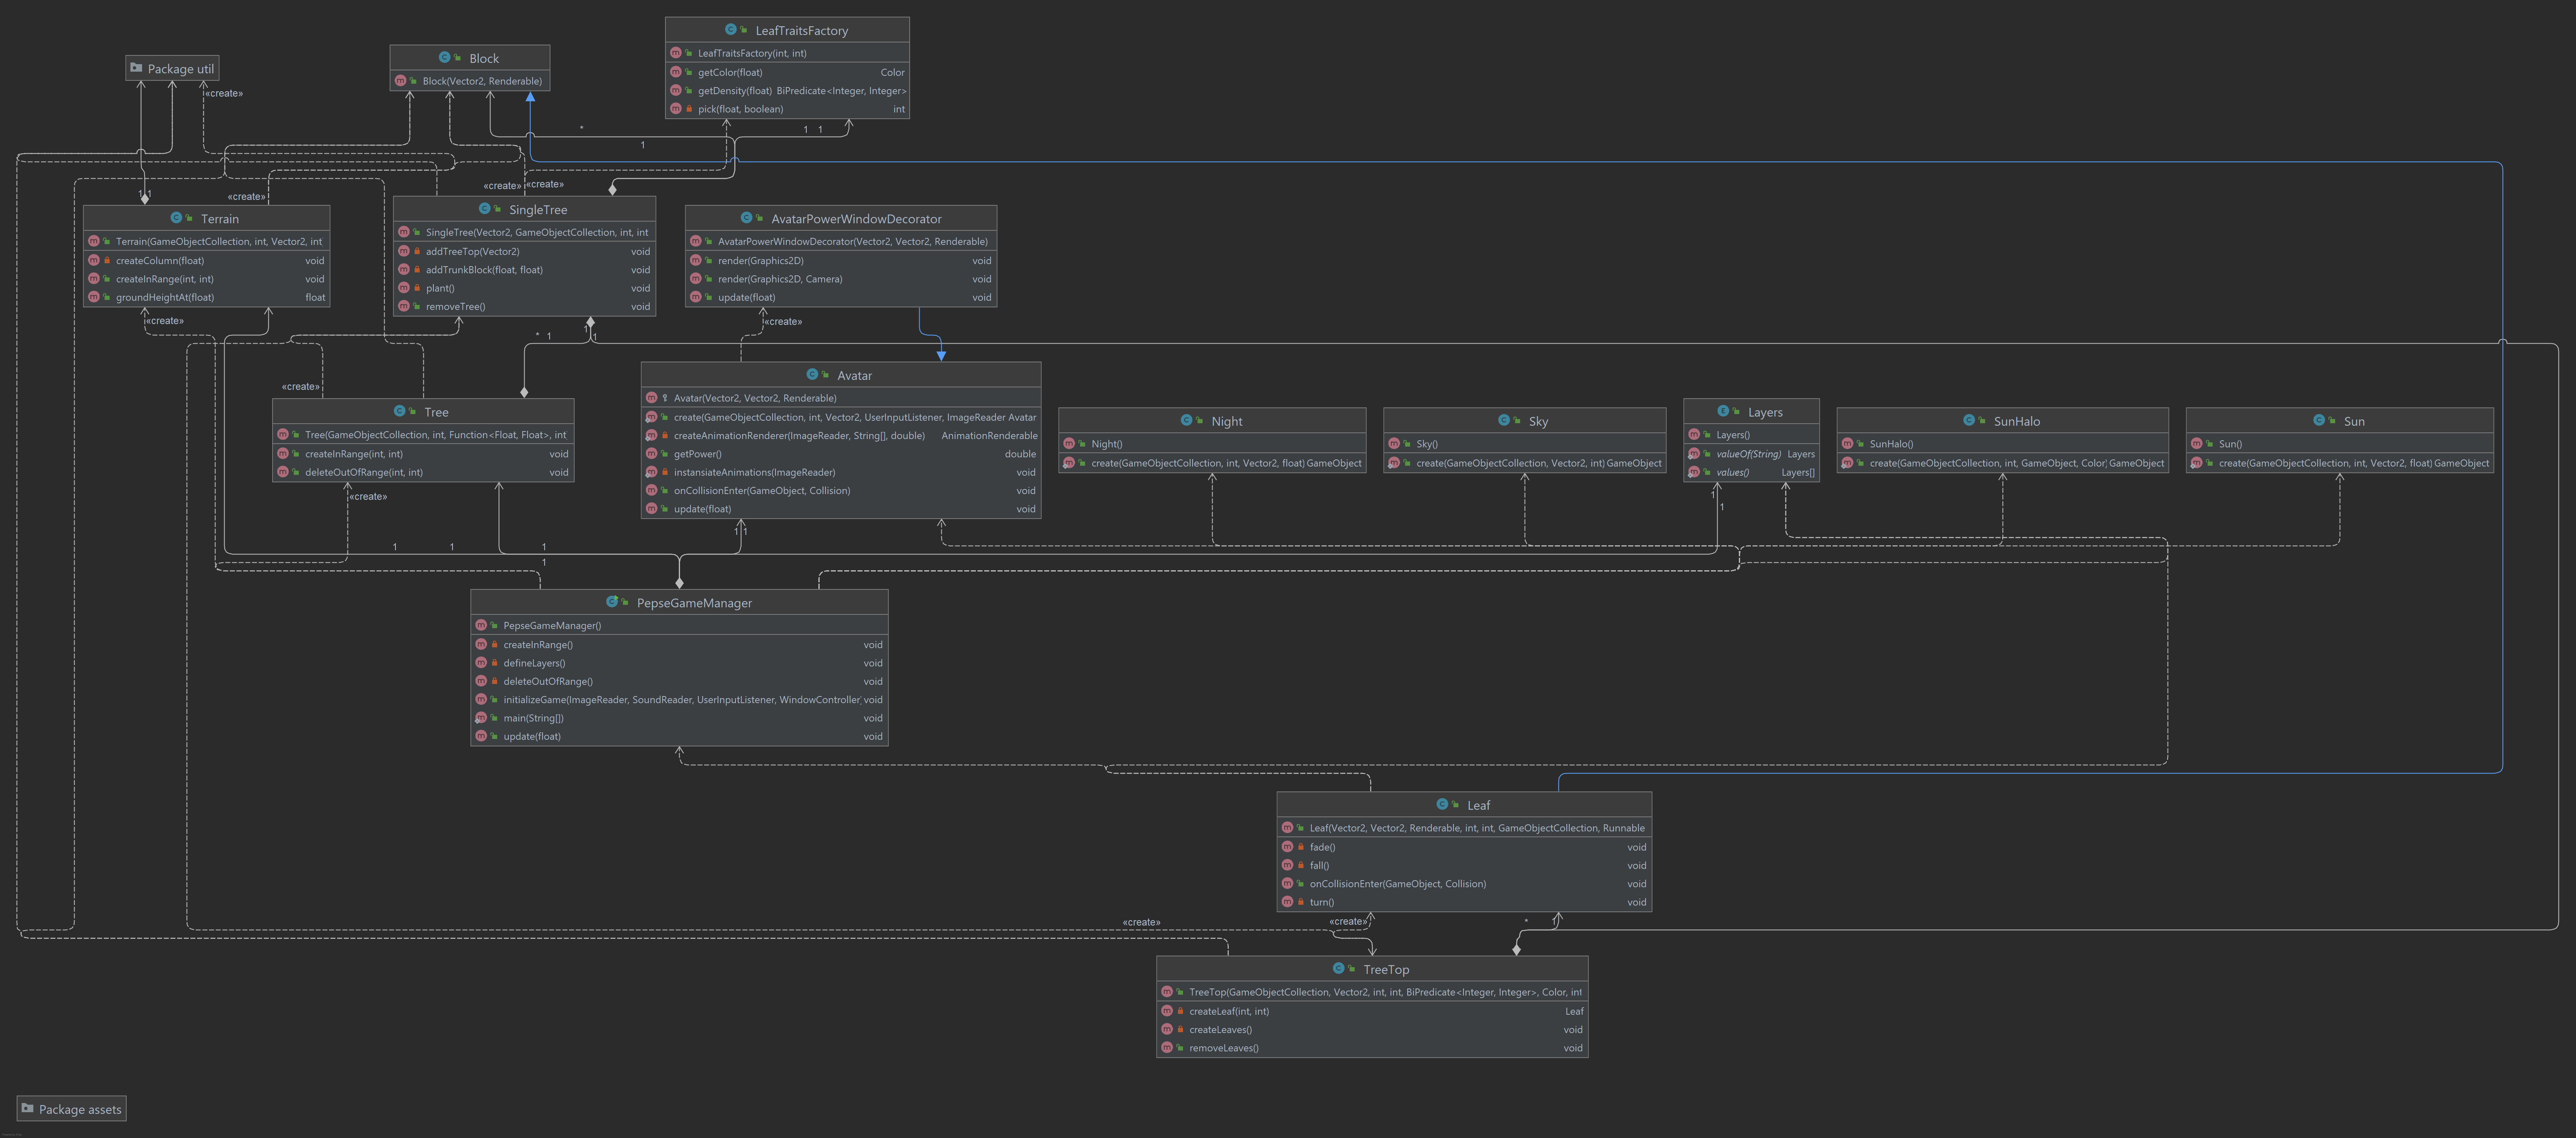 LeafTraitsFactory
LeafTraitsFactory(int, int)
getColor(float) Color
getDensity(float) BiPredicate<Integer, Integer>
pick(float, boolean) int
Block
Block(Vector2, Renderable)
Package util
«create»
* 1 1
1
«create» «create»
1 1
«create»
Terrain
Terrain(GameObjectCollection, int, Vector2, int
createColumn(float) void
createInRange(int, int) void
groundHeightAt(float) float
SingleTree
SingleTree(Vector2, GameObjectCollection, int, int
addTreeTop(Vector2) void
addTrunkBlock(float, float) void
plant() void
removeTree() void
AvatarPowerWindowDecorator
AvatarPowerWindowDecorator(Vector2, Vector2, Renderable)
render(Graphics2D) void
render(Graphics2D, Camera) void
update(float) void
«create»
«create»
* 1 1 1
«create»
Tree
Tree(GameObjectCollection, int, Function<Float, Float>, int
createInRange(int, int) void
deleteOutOfRange(int, int) void
«create»
Avatar
Avatar(Vector2, Vector2, Renderable)
create(GameObjectCollection, int, Vector2, UserInputListener, ImageReader Avatar
createAnimationRenderer(ImageReader, String[], double) AnimationRenderable
getPower() double
instansiateAnimations(ImageReader) void
onCollisionEnter(GameObject, Collision) void
update(float) void
Night
Night()
create(GameObjectCollection, int, Vector2, float) GameObject
Sky
Sky()
create(GameObjectCollection, Vector2, int) GameObject
Layers
Layers()
valueOf(String) Layers
values() Layers[]
SunHalo
SunHalo()
create(GameObjectCollection, int, GameObject, Color) GameObject
Sun
Sun()
create(GameObjectCollection, int, Vector2, float) GameObject
1
1
1 1
1 1 1
1
PepseGameManager
PepseGameManager()
createInRange() void
defineLayers() void
deleteOutOfRange() void
initializeGame(ImageReader, SoundReader, UserInputListener, WindowController void
main(String[]) void
update(float) void
Leaf
Leaf(Vector2, Vector2, Renderable, int, int, GameObjectCollection, Runnable
fade() void
fall() void
onCollisionEnter(GameObject, Collision) void
turn() void
«create» «create» * 1
TreeTop
TreeTop(GameObjectCollection, Vector2, int, int, BiPredicate<Integer, Integer>, Color, int
createLeaf(int, int) Leaf
createLeaves() void
removeLeaves() void
Package assets